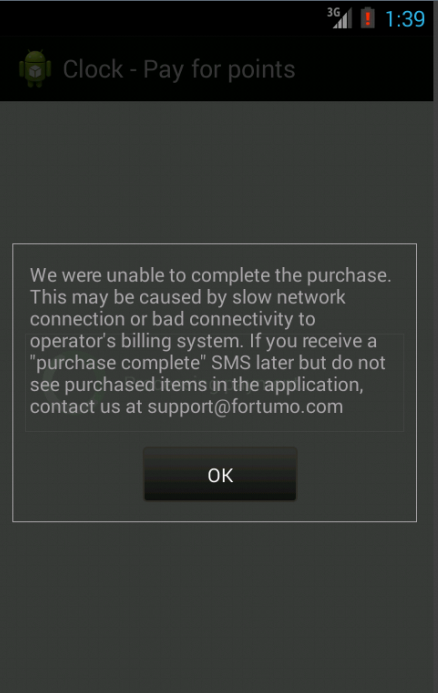 3G
1:39
Clock - Pay for points
We were unable to complete the purchase.
This may be caused by slow network
connection or bad connectivity to
operator's billing system. If you receive a
"purchase complete" SMS later but do not
see purchased items in the application,
contact us at support@fortumo.com
OK